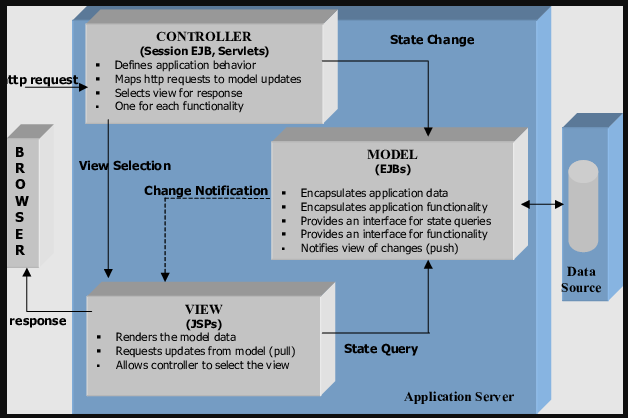 CONTROLLER
(Session EJB, Servlets)
▪ Defines application behavior
▪ Maps http requests to model updates
▪ Selects view for response
▪ One for each functionality
State Change
http request
BROWSER
View Selection
Change Notification
MODEL
(EJBs)
▪ Encapsulates application data
▪ Encapsulates application functionality
▪ Provides an interface for state queries
▪ Provides an interface for functionality
▪ Notifies view of changes (push)
Data
Source
response
VIEW
(JSPs)
▪ Renders the model data
▪ Requests updates from model (pull)
▪ Allows controller to select the view
State Query
Application Server